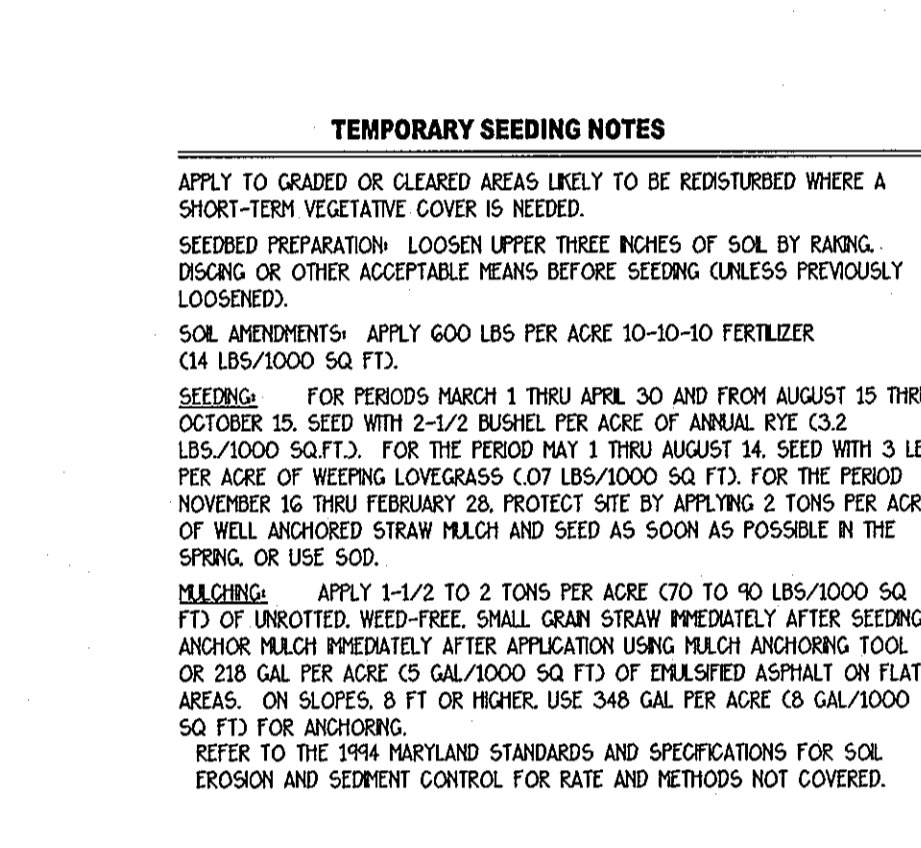 TEMPORARY SEEDING NOTES
APPLY TO GRADED OR CLEARED AREAS LIKELY TO BE REDISTURBED WHERE A
SHORT-TERM VEGETATIVE COVER IS NEEDED.
SEEDBED PREPARATION: LOOSEN UPPER THREE INCHES OF SOIL BY RAKING,
DISCING OR OTHER ACCEPTABLE MEANS BEFORE SEEDING (UNLESS PREVIOUSLY
LOOSENED).
SOIL AMENDMENTS: APPLY 600 LBS PER ACRE 10-10-10 FERTILIZER
(14 LBS/1000 SQ FT).
SEEDING: FOR PERIODS MARCH 1 THRU APRIL 30 AND FROM AUGUST 15 THR
OCTOBER 15, SEED WITH 2-1/2 BUSHEL PER ACRE OF ANNUAL RYE (3.2
LBS./1000 SQ.FT.). FOR THE PERIOD MAY 1 THRU AUGUST 14, SEED WITH 3 LB
PER ACRE OF WEEPING LOVEGRASS (.07 LBS/1000 SQ FT). FOR THE PERIOD
NOVEMBER 16 THRU FEBRUARY 28, PROTECT SITE BY APPLYING 2 TONS PER ACR
OF WELL ANCHORED STRAW MULCH AND SEED AS SOON AS POSSIBLE IN THE
SPRING, OR USE SOD.
MULCHING: APPLY 1-1/2 TO 2 TONS PER ACRE (70 TO 90 LBS/1000 SQ
FT) OF UNROTTED, WEED-FREE, SMALL GRAIN STRAW IMMEDIATELY AFTER SEEDING
ANCHOR MULCH IMMEDIATELY AFTER APPLICATION USING MULCH ANCHORING TOOL
OR 218 GAL PER ACRE (5 GAL/1000 SQ FT) OF EMULSIFIED ASPHALT ON FLAT
AREAS. ON SLOPES, 8 FT OR HIGHER, USE 348 GAL PER ACRE (8 GAL/1000
SQ FT) FOR ANCHORING.
REFER TO THE 1994 MARYLAND STANDARDS AND SPECIFICATIONS FOR SOIL
EROSION AND SEDIMENT CONTROL FOR RATE AND METHODS NOT COVERED.